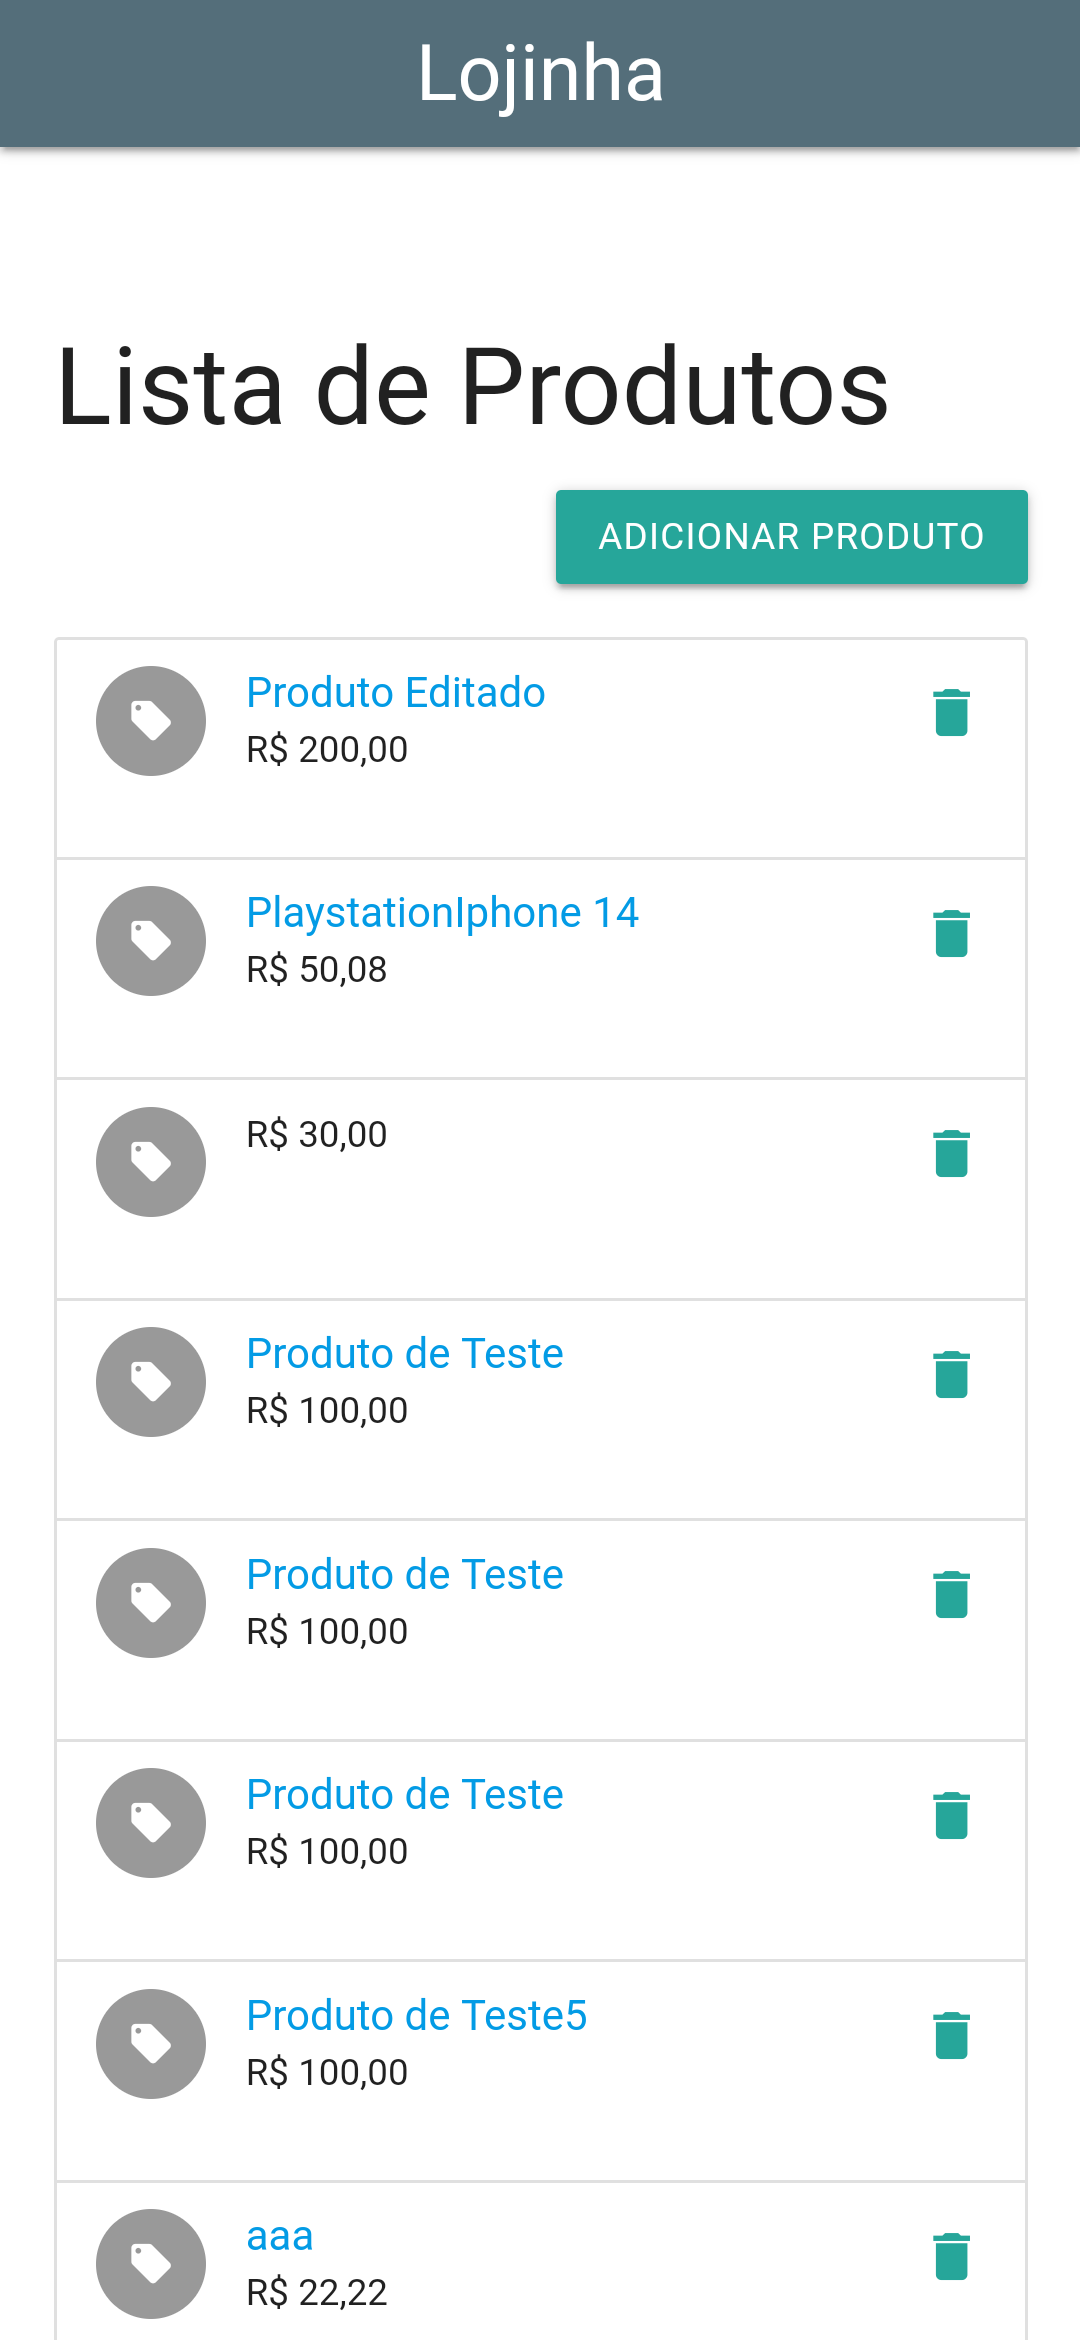 Lojinha
Lista de Produtos
ADICIONAR PRODUTO
Produto Editado
R$ 200,00
PlaystationIphone 14
R$ 50,08
R$ 30,00
Produto de Teste
R$ 100,00
Produto de Teste
R$ 100,00
Produto de Teste
R$ 100,00
Produto de Teste5
R$ 100,00
aaa
R$ 22,22